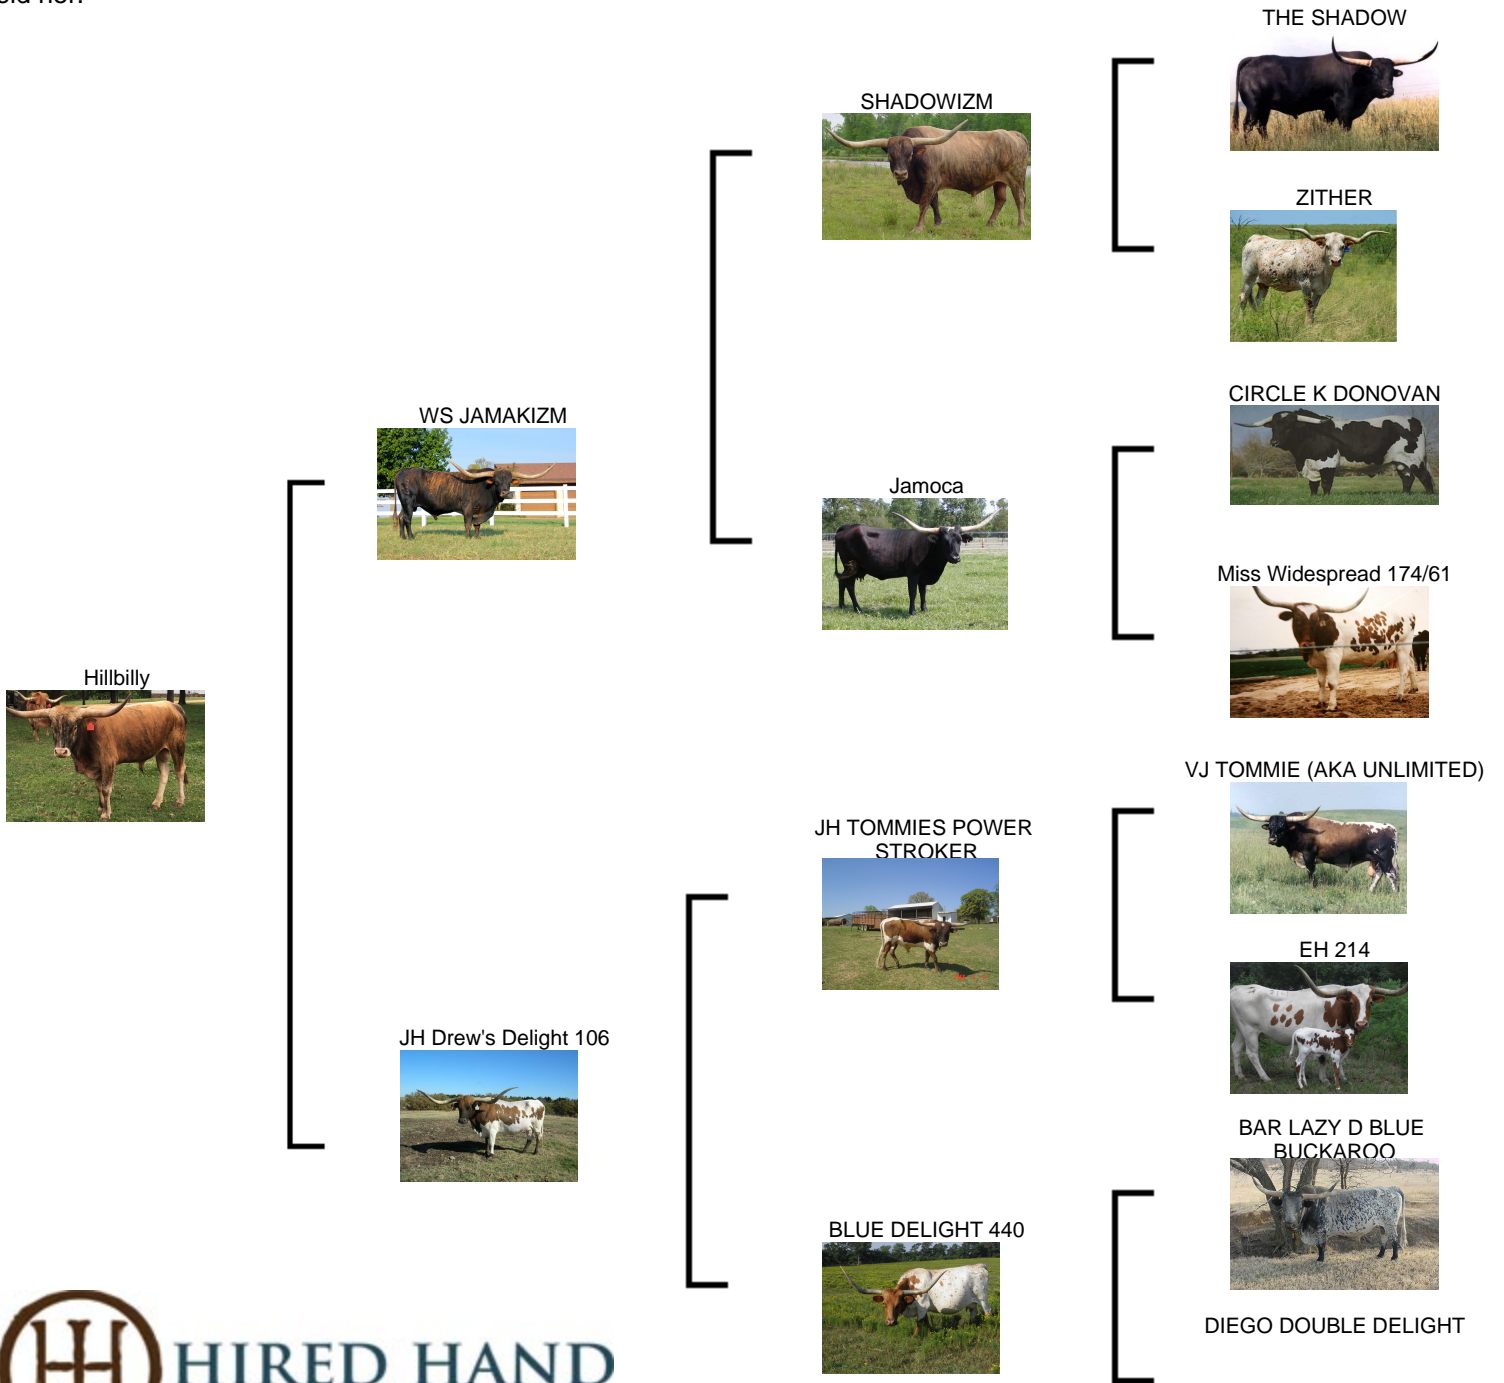 THE SHADOW
SHADOWIZM
ZITHER
CIRCLE K DONOVAN
WS JAMAKIZM
Jamoca
Miss Widespread 174/61
Hillbilly
VJ TOMMIE (AKA UNLIMITED)
JH TOMMIES POWER
STROKER
EH 214
JH Drew's Delight 106
BAR LAZY D BLUE
BUCKAROO
BLUE DELIGHT 440
DIEGO DOUBLE DELIGHT
HIRED HAND